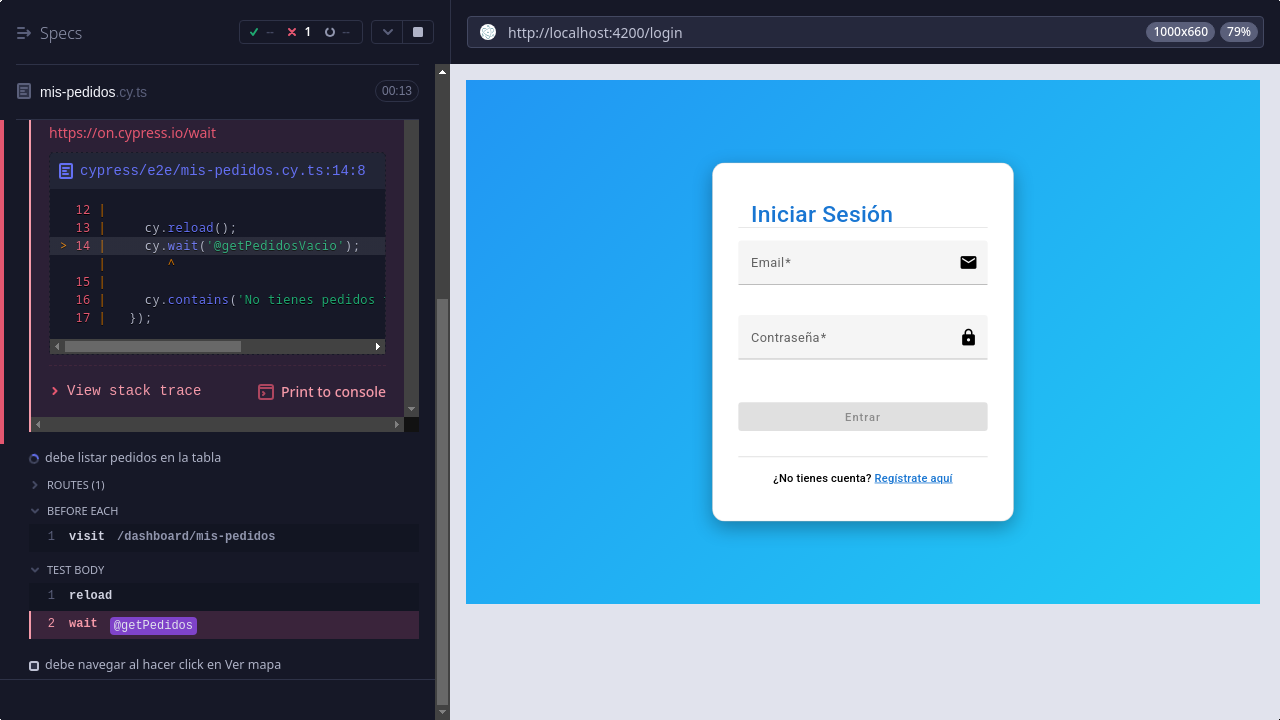 Specs
-- 1 --
mis-pedidos.cy.ts 00:13
https://on.cypress.io/wait
cypress/e2e/mis-pedidos.cy.ts:14:8
12 |
13 | cy.reload();
> 14 | cy.wait('@getPedidosVacio');
| ^
15 |
16 | cy.contains('No tienes pedidos
17 | });
View stack trace
Print to console
debe listar pedidos en la tabla
ROUTES (1)
BEFORE EACH
1 visit /dashboard/mis-pedidos
TEST BODY
1 reload
2 wait @getPedidos
debe navegar al hacer click en Ver mapa
http://localhost:4200/login 1000x660 79%
Iniciar Sesión
Email*
Contraseña*
Entrar
¿No tienes cuenta? Regístrate aquí